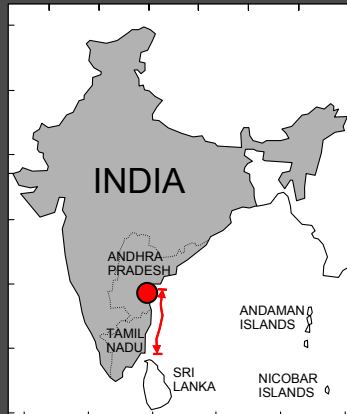 INDIA
ANDHRA
PRADESH
TAMIL
NADU
ANDAMAN
ISLANDS
SRI
LANKA
NICOBAR
ISLANDS